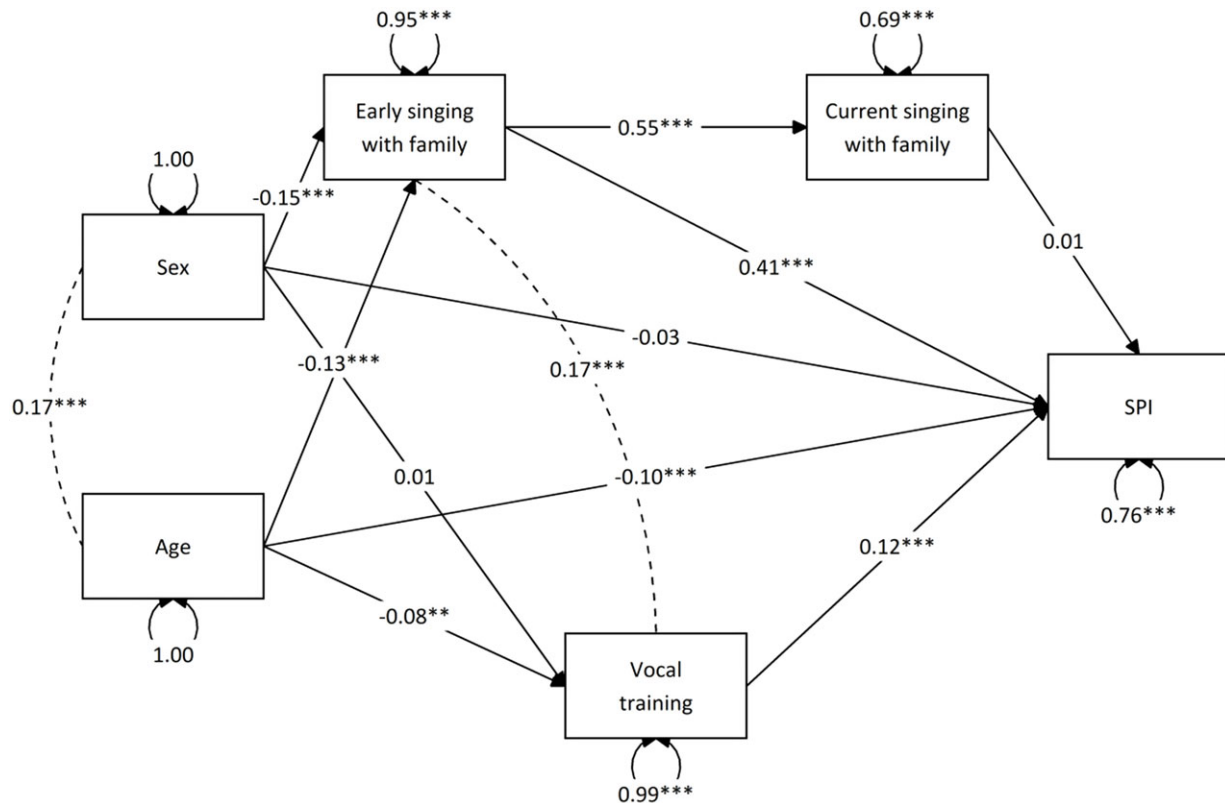 0.95***
0.69***
Early singing
with family
0.55***
Current singing
with family
1.00
-0.15***
Sex
0.41***
0.01
-0.03
-0.13***
0.17***
0.17***
SPI
0.01
-0.10***
0.76***
Age
0.12***
-0.08**
1.00
Vocal
training
0.99***